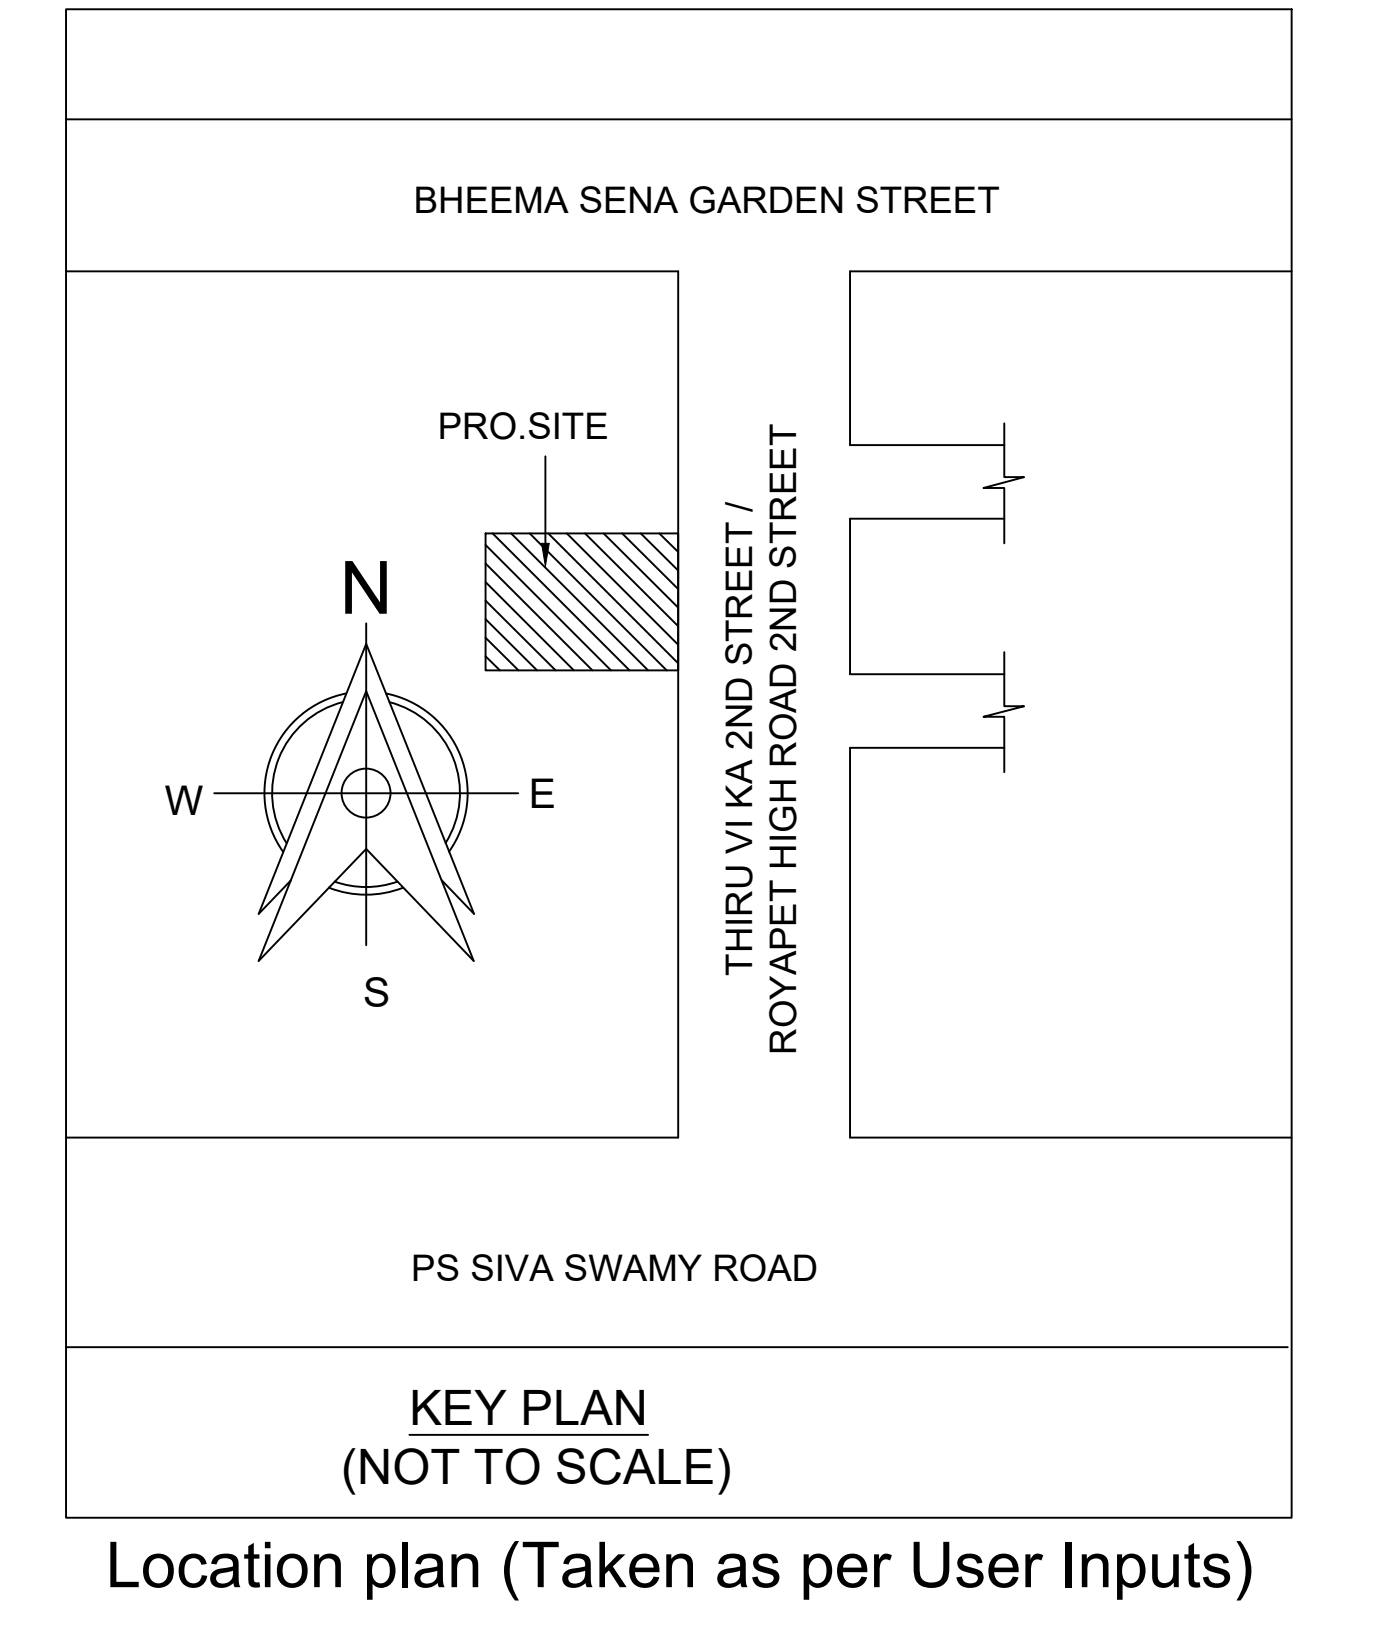 BHEEMA SENA GARDEN STREET
PRO.SITE
THIRU VI KA 2ND STREET /
ROYAPET HIGH ROAD 2ND STREET
N
W
E
S
PS SIVA SWAMY ROAD
KEY PLAN
(NOT TO SCALE)
Location plan (Taken as per User Inputs)